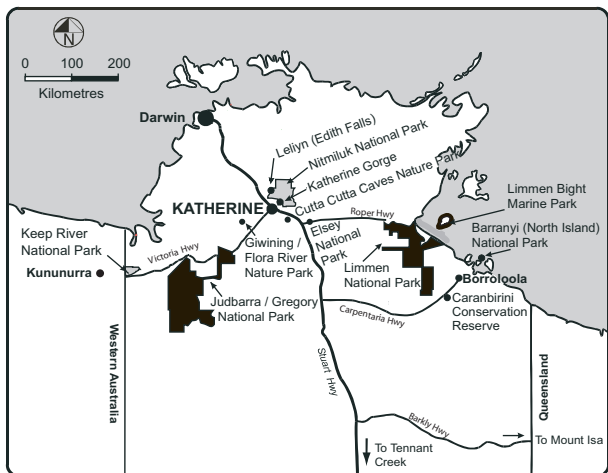 N
0 100 200
Kilometres
Darwin
Leliyn (Edith Falls)
Nitmiluk National Park
Katherine Gorge
Cutta Cutta Caves Nature Park
KATHERINE
Roper Hwy
Limmen Bight
Marine Park
Barranyi (North Island)
National Park
Keep River
National Park
Kununurra
Victoria Hwy
Giwining /
Flora River
Nature Park
Elsey
National
Park
Limmen
National Park
Borroloola
Judbarra / Gregory
National Park
Carpentaria Hwy
Caranbirini
Conservation
Reserve
Western Australia
Stuart Hwy
Queensland
Barkly Hwy
To Mount Isa
To Tennant
Creek